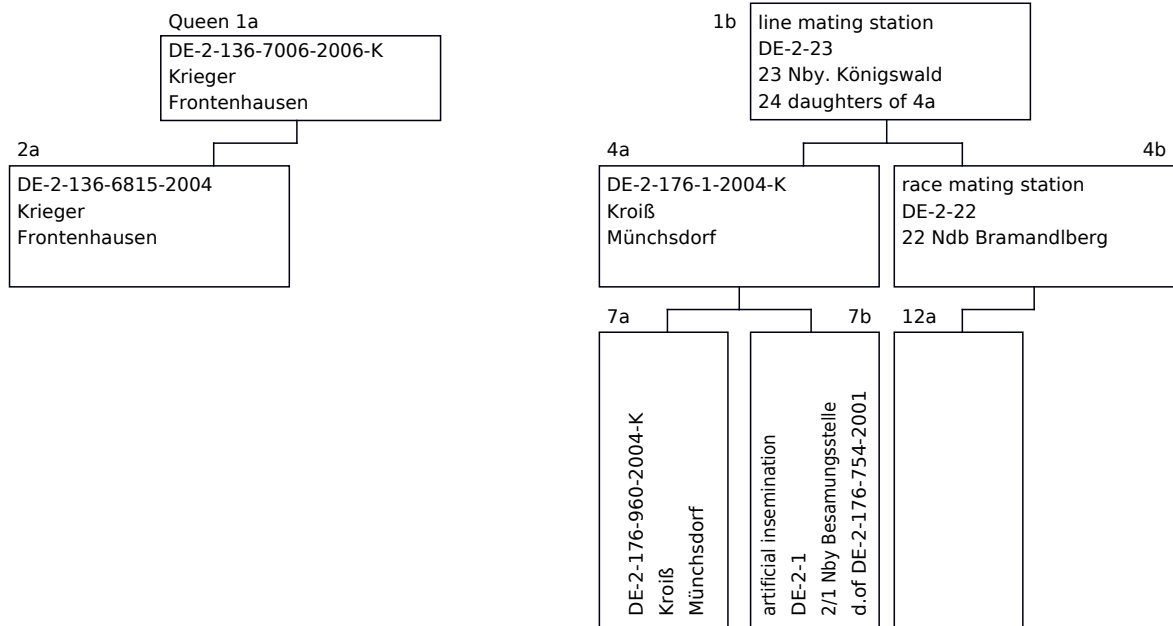 Queen 1a
DE-2-136-7006-2006-K
Krieger
Frontenhausen
1b
line mating station
DE-2-23
23 Nby. Königswald
24 daughters of 4a
2a
DE-2-136-6815-2004
Krieger
Frontenhausen
4a
DE-2-176-1-2004-K
Kroiß
Münchsdorf
4b
race mating station
DE-2-22
22 Ndb Bramandlberg
7a
DE-2-176-960-2004-K
Kroiß
Münchsdorf
7b
artificial insemination
DE-2-1
2/1 Nby Besamungsstelle
d.of DE-2-176-754-2001
12a